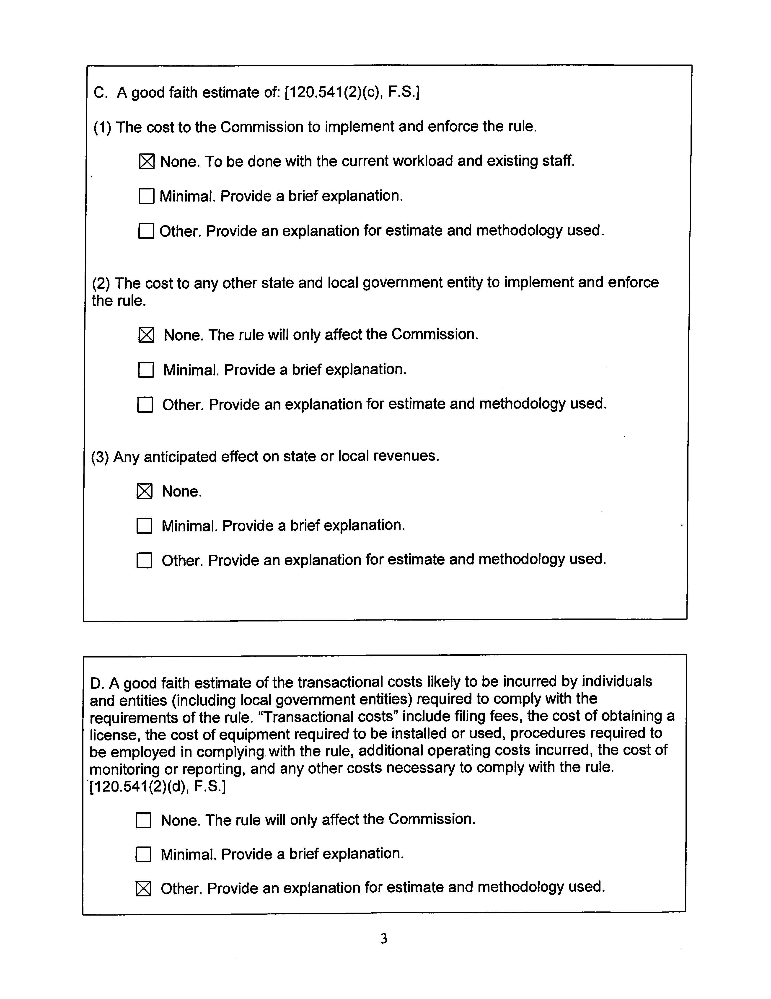 C. A good faith estimate of: [120.541(2)(c), F.S.]
(1) The cost to the Commission to implement and enforce the rule.
☒ None. To be done with the current workload and existing staff.
☐ Minimal. Provide a brief explanation.
☐ Other. Provide an explanation for estimate and methodology used.
(2) The cost to any other state and local government entity to implement and enforce
the rule.
☒ None. The rule will only affect the Commission.
☐ Minimal. Provide a brief explanation.
☐ Other. Provide an explanation for estimate and methodology used.
(3) Any anticipated effect on state or local revenues.
☒ None.
☐ Minimal. Provide a brief explanation.
☐ Other. Provide an explanation for estimate and methodology used.
D. A good faith estimate of the transactional costs likely to be incurred by individuals
and entities (including local government entities) required to comply with the
requirements of the rule. “Transactional costs” include filing fees, the cost of obtaining a
license, the cost of equipment required to be installed or used, procedures required to
be employed in complying with the rule, additional operating costs incurred, the cost of
monitoring or reporting, and any other costs necessary to comply with the rule.
[120.541(2)(d), F.S.]
☐ None. The rule will only affect the Commission.
☐ Minimal. Provide a brief explanation.
☒ Other. Provide an explanation for estimate and methodology used.
3